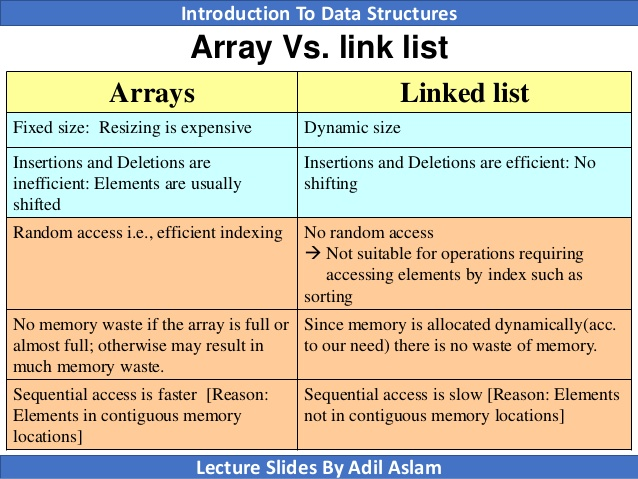 Introduction To Data Structures
Array Vs. link list
Arrays
Linked list
Fixed size:  Resizing is expensive
Dynamic size
Insertions and Deletions are
inefficient: Elements are usually
shifted
Insertions and Deletions are efficient: No
shifting
Random access i.e., efficient indexing
No random access
→ Not suitable for operations requiring
accessing elements by index such as
sorting
No memory waste if the array is full or
almost full; otherwise may result in
much memory waste.
Since memory is allocated dynamically(acc.
to our need) there is no waste of memory.
Sequential access is faster  [Reason:
Elements in contiguous memory
locations]
Sequential access is slow [Reason: Elements
not in contiguous memory locations]
Lecture Slides By Adil Aslam